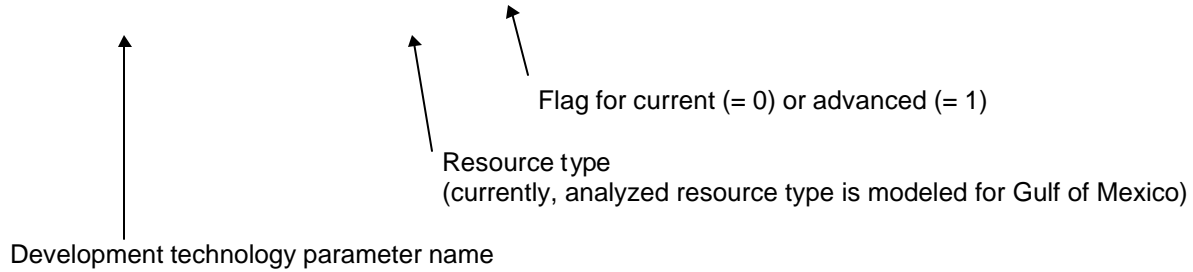 Flag for current (= 0) or advanced (= 1)
Resource type
(currently, analyzed resource type is modeled for Gulf of Mexico)
Development technology parameter name